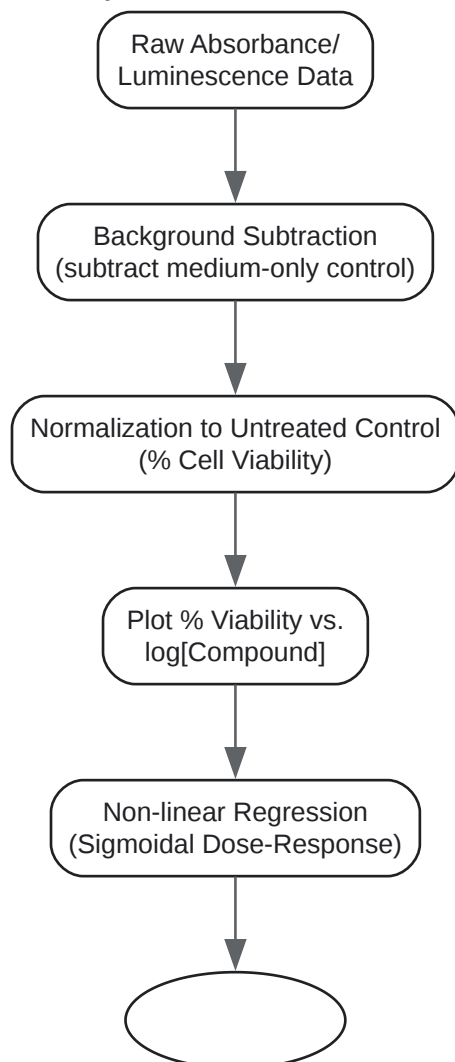 Raw Absorbance/
Luminescence Data
Background Subtraction
(subtract medium-only control)
Normalization to Untreated Control
(% Cell Viability)
Plot % Viability vs.
log[Compound]
Non-linear Regression
(Sigmoidal Dose-Response)